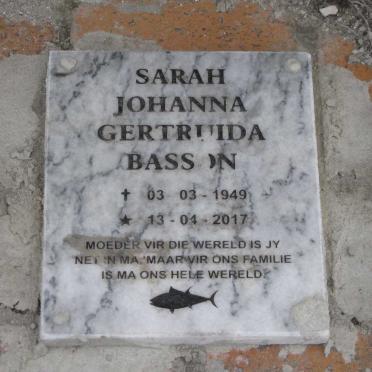 SARAH
JOHANNA
GERTRUIDA
BASSON
✝ 03 - 03 - 1949
★ 13 - 04 - 2017
MOEDER VIR DIE WERELD IS JY
NET 'N MA, MAAR VIR ONS FAMILIE
IS MA ONS HELE WERELD.